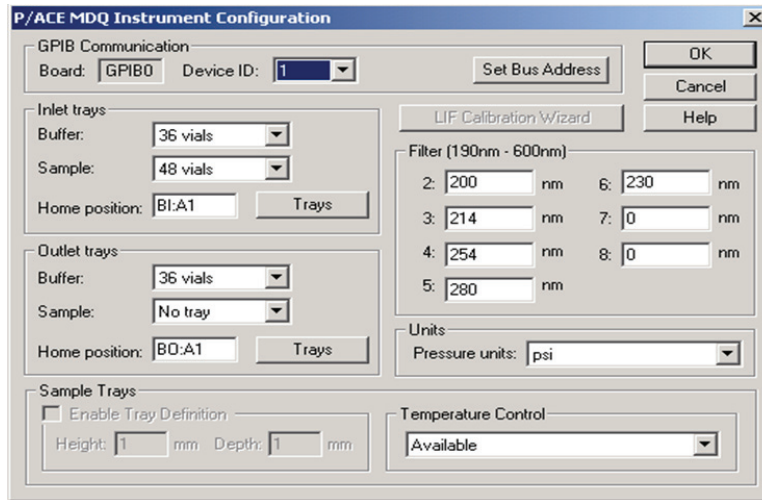 P/ACE MDQ Instrument Configuration
GPIB Communication
Board: GPIB0 Device ID: 1 Set Bus Address
OK
Cancel
Help
Inlet trays
Buffer: 36 vials
Sample: 48 vials
Home position: BI:A1 Trays
LIF Calibration Wizard
Filter (190nm - 600nm)
2: 200 nm 6: 230 nm
3: 214 nm 7: 0 nm
4: 254 nm 8: 0 nm
5: 280 nm
Outlet trays
Buffer: 36 vials
Sample: No tray
Home position: BO:A1 Trays
Units
Pressure units: psi
Sample Trays
Enable Tray Definition
Height: 1 mm Depth: 1 mm
Temperature Control
Available